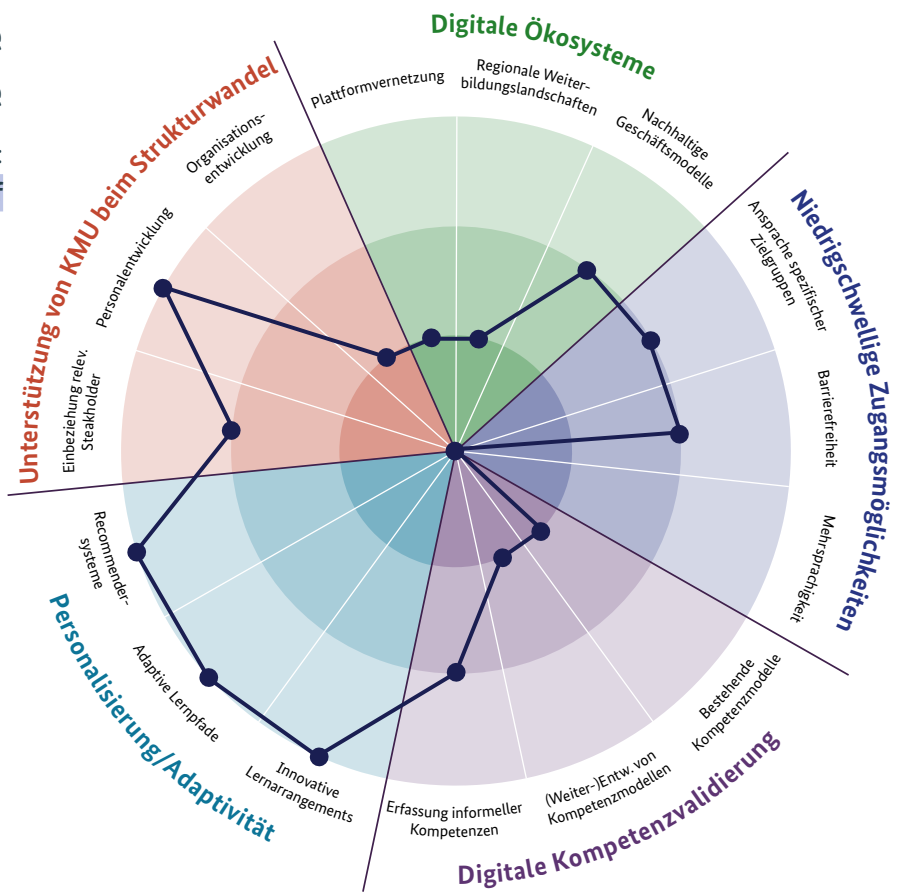 Digitale Ökosysteme
Plattformvernetzung
Regionale Weiter-
bildungslandschaften
Nachhaltige
Geschäftsmodelle
Niedrigschwellige Zugangsmöglichkeiten
Ansprache spezifischer
Zielgruppen
Barrierefreiheit
Mehrsprachigkeit
Digitale Kompetenzvalidierung
Bestehende
Kompetenzmodelle
(Weiter-)Entw. von
Kompetenzmodellen
Erfassung informeller
Kompetenzen
Personalisierung/Adaptivität
Innovative
Lernarrangements
Adaptive Lernpfade
Recommender-
systeme
Unterstützung von KMU beim Strukturwandel
Einbeziehung relev.
Steakholder
Personalentwicklung
Organisations-
entwicklung